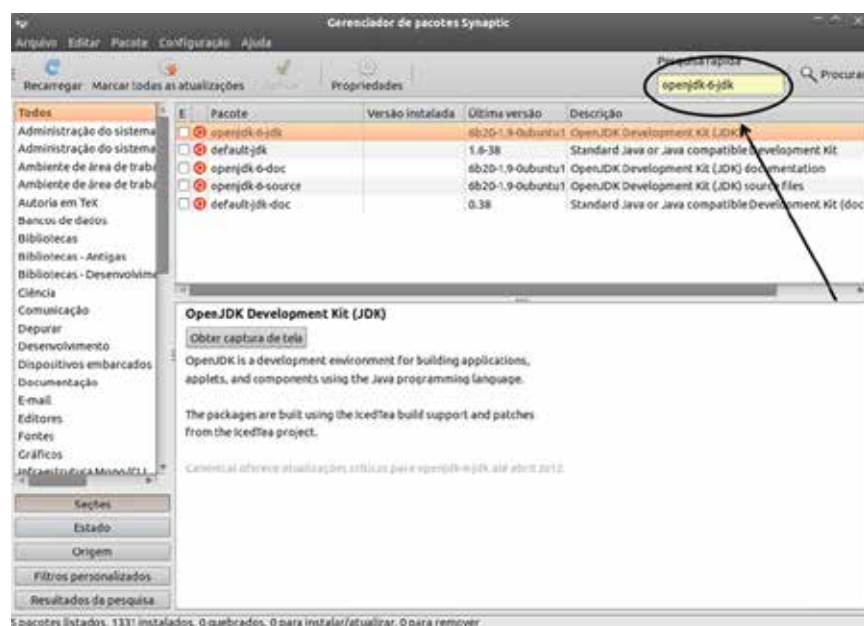 Gerenciador de pacotes Synaptic
Arquivo Editar Pacote Configuração Ajuda
Pesquisa rápida
Recarregar Marcar todas as atualizações Aplicar Propriedades openjdk-6-jdk Procurar
Todos
Administração do sistema
Administração do sistema
Ambiente de área de traba
Ambiente de área de traba
Autoria em TeX
Bancos de dados
Bibliotecas
Bibliotecas - Antigas
Bibliotecas - Desenvolvime
Ciência
Comunicação
Depurar
Desenvolvimento
Dispositivos embarcados
Documentação
E-mail
Editores
Fontes
Gráficos
Infraestrutura Mono/CLI
Seções
Estado
Origem
Filtros personalizados
Resultados da pesquisa
E Pacote Versão instalada Última versão Descrição
openjdk-6-jdk 6b20-1.9-0ubuntu1 OpenJDK Development Kit (JDK)
default-jdk 1.6-38 Standard Java or Java compatible Development Kit
openjdk-6-doc 6b20-1.9-0ubuntu1 OpenJDK Development Kit (JDK) documentation
openjdk-6-source 6b20-1.9-0ubuntu1 OpenJDK Development Kit (JDK) source files
default-jdk-doc 0.38 Standard Java or Java compatible Development Kit (doc
OpenJDK Development Kit (JDK)
Obter captura de tela
OpenJDK is a development environment for building applications,
applets, and components using the Java programming language.
The packages are built using the IcedTea build support and patches
from the IcedTea project.
Canonical oferece atualizações críticas para openjdk-6-jdk até abril 2012.
5 pacotes listados, 1331 instalados, 0 quebrados, 0 para instalar/atualizar, 0 para remover